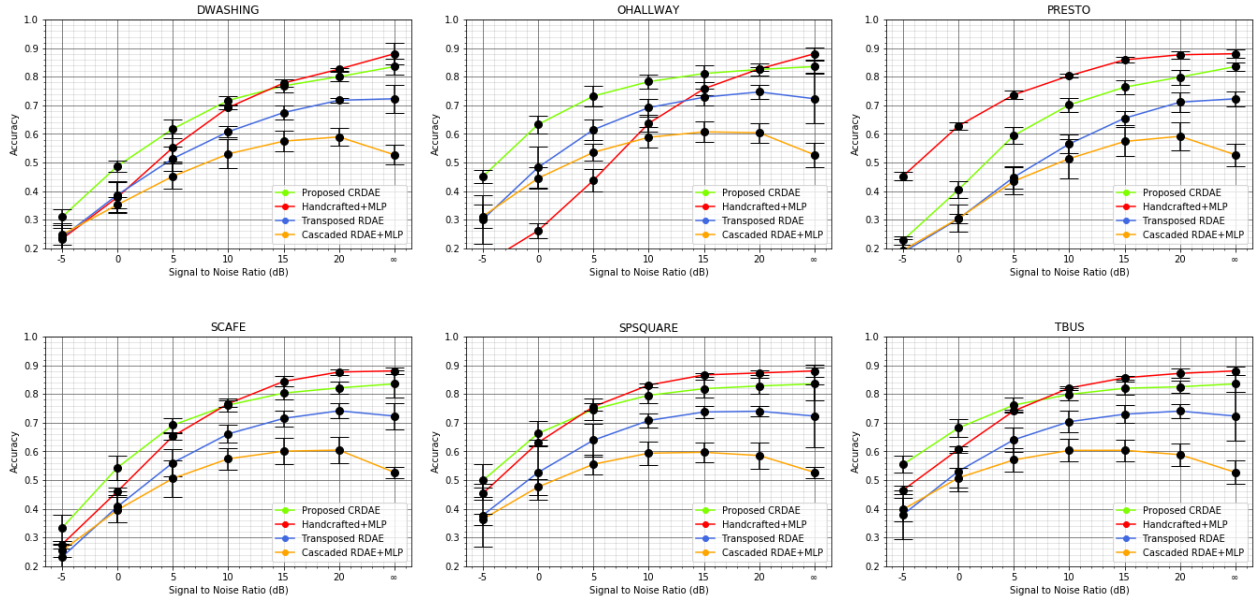 DWASHING
OHALLWAY
PRESTO
1.0
0.9
0.8
0.7
0.6
0.5
0.4
0.3
0.2
Accuracy
-5 0 5 10 15 20 ∞
Signal to Noise Ratio (dB)
Proposed CRDAE
Handcrafted+MLP
Transposed RDAE
Cascaded RDAE+MLP
1.0
0.9
0.8
0.7
0.6
0.5
0.4
0.3
0.2
Accuracy
-5 0 5 10 15 20 ∞
Signal to Noise Ratio (dB)
Proposed CRDAE
Handcrafted+MLP
Transposed RDAE
Cascaded RDAE+MLP
1.0
0.9
0.8
0.7
0.6
0.5
0.4
0.3
0.2
Accuracy
-5 0 5 10 15 20 ∞
Signal to Noise Ratio (dB)
Proposed CRDAE
Handcrafted+MLP
Transposed RDAE
Cascaded RDAE+MLP
SCAFE
SPSQUARE
TBUS
1.0
0.9
0.8
0.7
0.6
0.5
0.4
0.3
0.2
Accuracy
-5 0 5 10 15 20 ∞
Signal to Noise Ratio (dB)
Proposed CRDAE
Handcrafted+MLP
Transposed RDAE
Cascaded RDAE+MLP
1.0
0.9
0.8
0.7
0.6
0.5
0.4
0.3
0.2
Accuracy
-5 0 5 10 15 20 ∞
Signal to Noise Ratio (dB)
Proposed CRDAE
Handcrafted+MLP
Transposed RDAE
Cascaded RDAE+MLP
1.0
0.9
0.8
0.7
0.6
0.5
0.4
0.3
0.2
Accuracy
-5 0 5 10 15 20 ∞
Signal to Noise Ratio (dB)
Proposed CRDAE
Handcrafted+MLP
Transposed RDAE
Cascaded RDAE+MLP